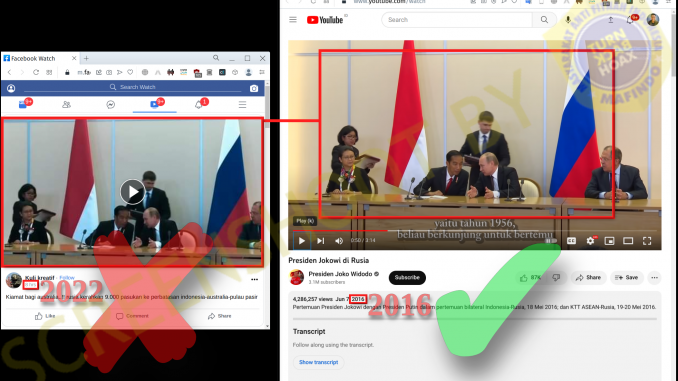 Facebook Watch
Search Watch
Kuli kreatif · Follow
2022
Kiamat bagi australia..!! rusia kerahkan 9.000 pasukan ke perbatasan indonesia-australia-pulau pasir
Like
Comment
Share
www.youtube.com/watch
YouTube
ID
Search
9+
TURN BACK HOAX
MAFINDO
SCREENSHOT BY
Play (k)
yaitu tahun 1956,
beliau berkunjung untuk bertemu
0:50 / 3:14
Presiden Jokowi di Rusia
Presiden Joko Widodo
3.1M subscribers
Subscribe
87K
Share
Save
4,286,257 views Jun 7, 2016
2016
Pertemuan Presiden Jokowi dengan Presiden Putin dalam pertemuan bilateral Indonesia Rusia, 18 Mei 2016, dan KTT ASEAN-Rusia, 19-20 Mei 2016.
Transcript
Follow along using the transcript.
Show transcript